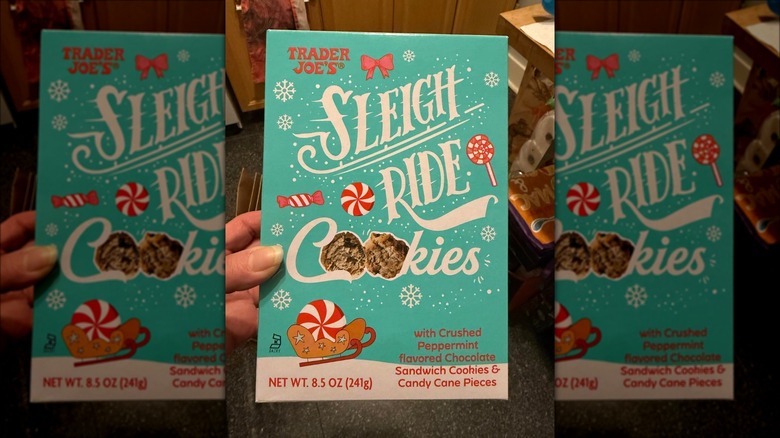 TRADER
JOE'S®
SLEIGH
RIDE
Cookies
with Crushed
Peppermint
flavored Chocolate
Sandwich Cookies &
Candy Cane Pieces
NET WT. 8.5 OZ (241g)